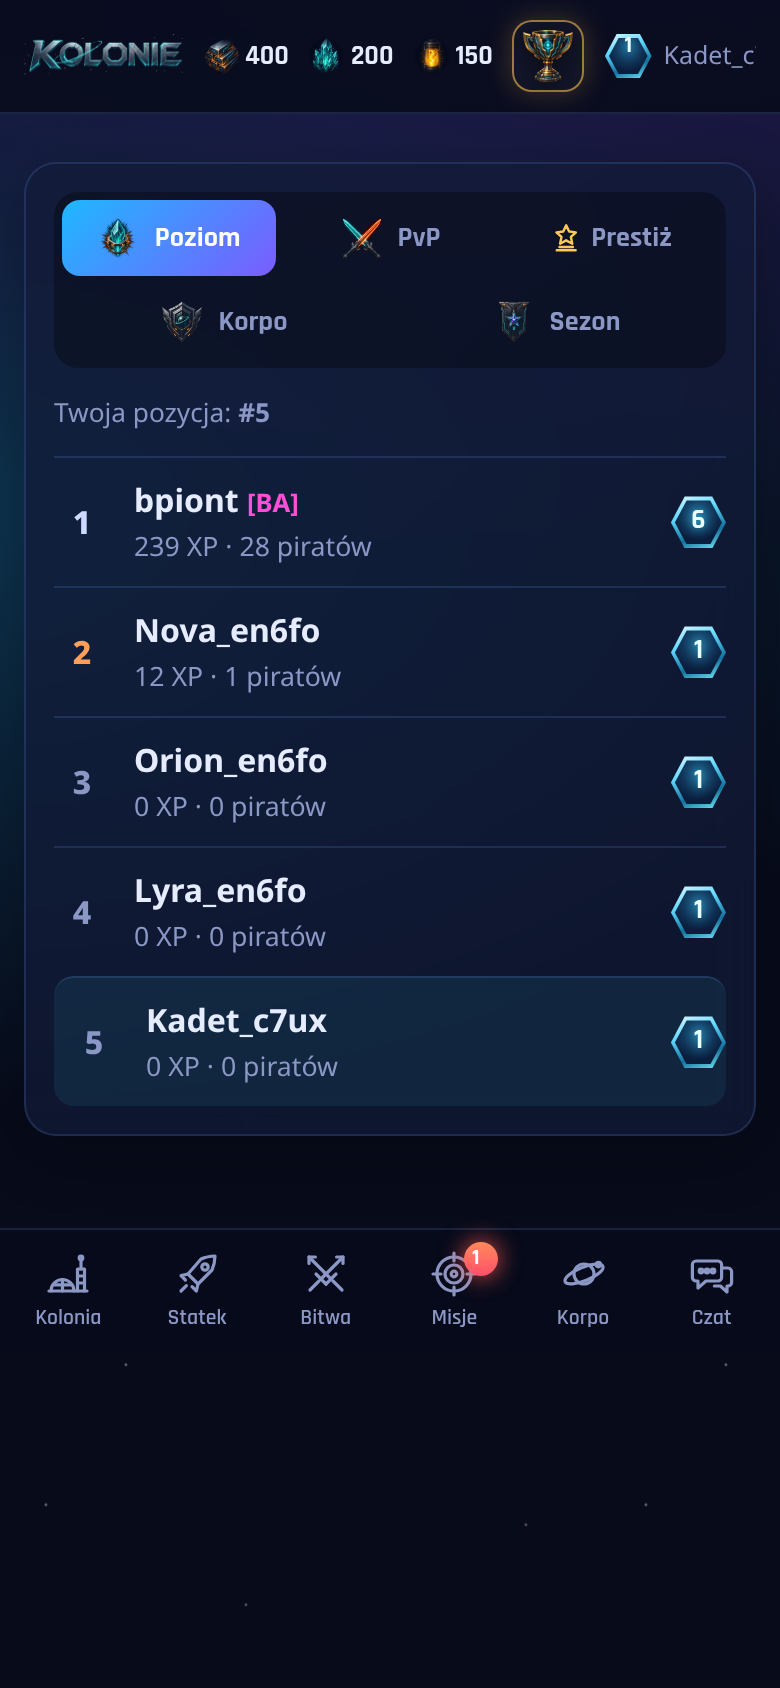 KOLONIE 400 200 150 1 Kadet_c
Poziom PvP Prestiż
Korpo Sezon
Twoja pozycja: #5
1 bpiont [BA] 6
239 XP · 28 piratów
2 Nova_en6fo 1
12 XP · 1 piratów
3 Orion_en6fo 1
0 XP · 0 piratów
4 Lyra_en6fo 1
0 XP · 0 piratów
5 Kadet_c7ux 1
0 XP · 0 piratów
1
Kolonia Statek Bitwa Misje Korpo Czat